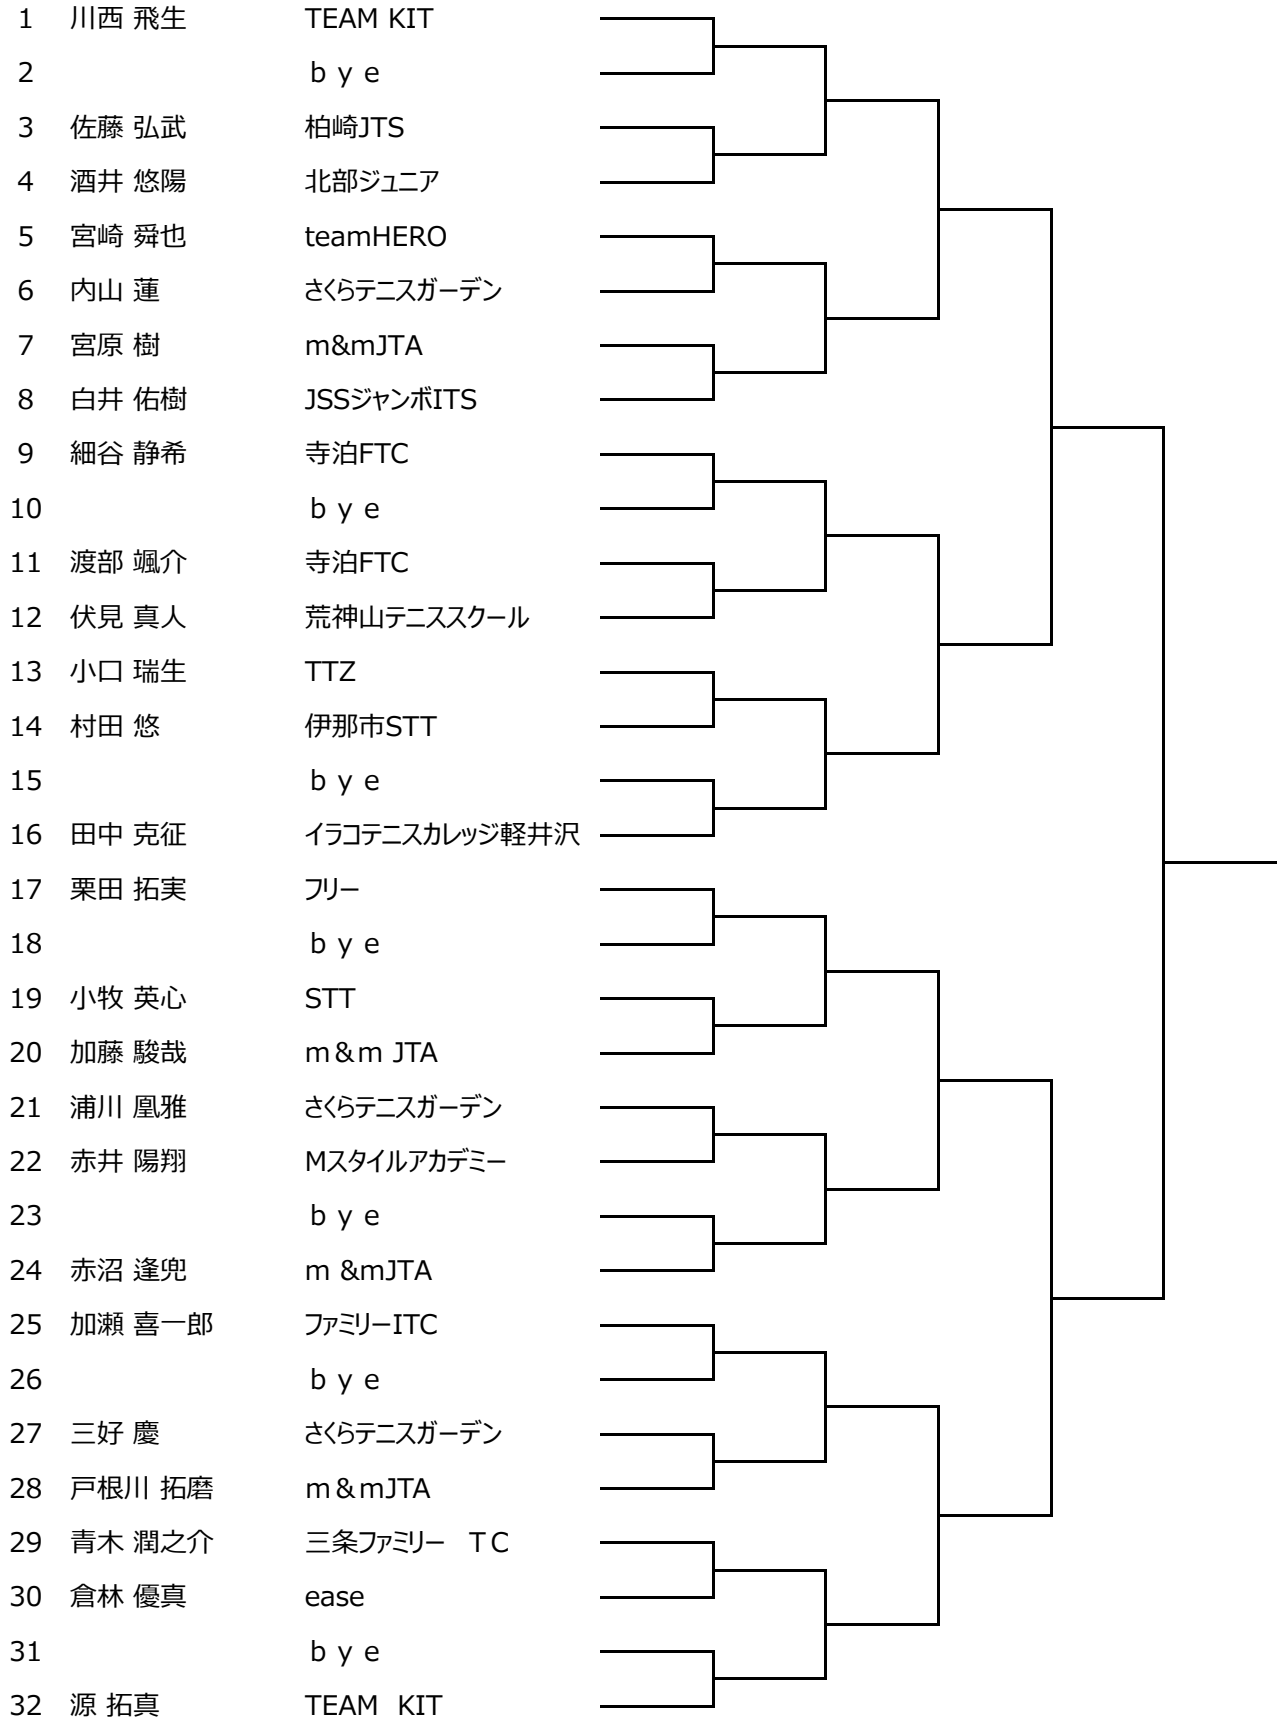 1 川西 飛生 TEAM KIT
2 ｂｙｅ
3 佐藤 弘武 柏崎JTS
4 酒井 悠陽 北部ジュニア
5 宮崎 舜也 teamHERO
6 内山 蓮 さくらテニスガーデン
7 宮原 樹 m&mJTA
8 白井 佑樹 JSSジャンボITS
9 細谷 静希 寺泊FTC
10 ｂｙｅ
11 渡部 颯介 寺泊FTC
12 伏見 真人 荒神山テニススクール
13 小口 瑞生 TTZ
14 村田 悠 伊那市STT
15 ｂｙｅ
16 田中 克征 イラコテニスカレッジ軽井沢
17 栗田 拓実 フリー
18 ｂｙｅ
19 小牧 英心 STT
20 加藤 駿哉 ｍ＆ｍ JTA
21 浦川 凰雅 さくらテニスガーデン
22 赤井 陽翔 Mスタイルアカデミー
23 ｂｙｅ
24 赤沼 逢兜 ｍ &mJTA
25 加瀬 喜一郎 ファミリーITC
26 ｂｙｅ
27 三好 慶 さくらテニスガーデン
28 戸根川 拓磨 ｍ＆ｍJTA
29 青木 潤之介 三条ファミリー　ＴＣ
30 倉林 優真 ease
31 ｂｙｅ
32 源 拓真 TEAM　KIT